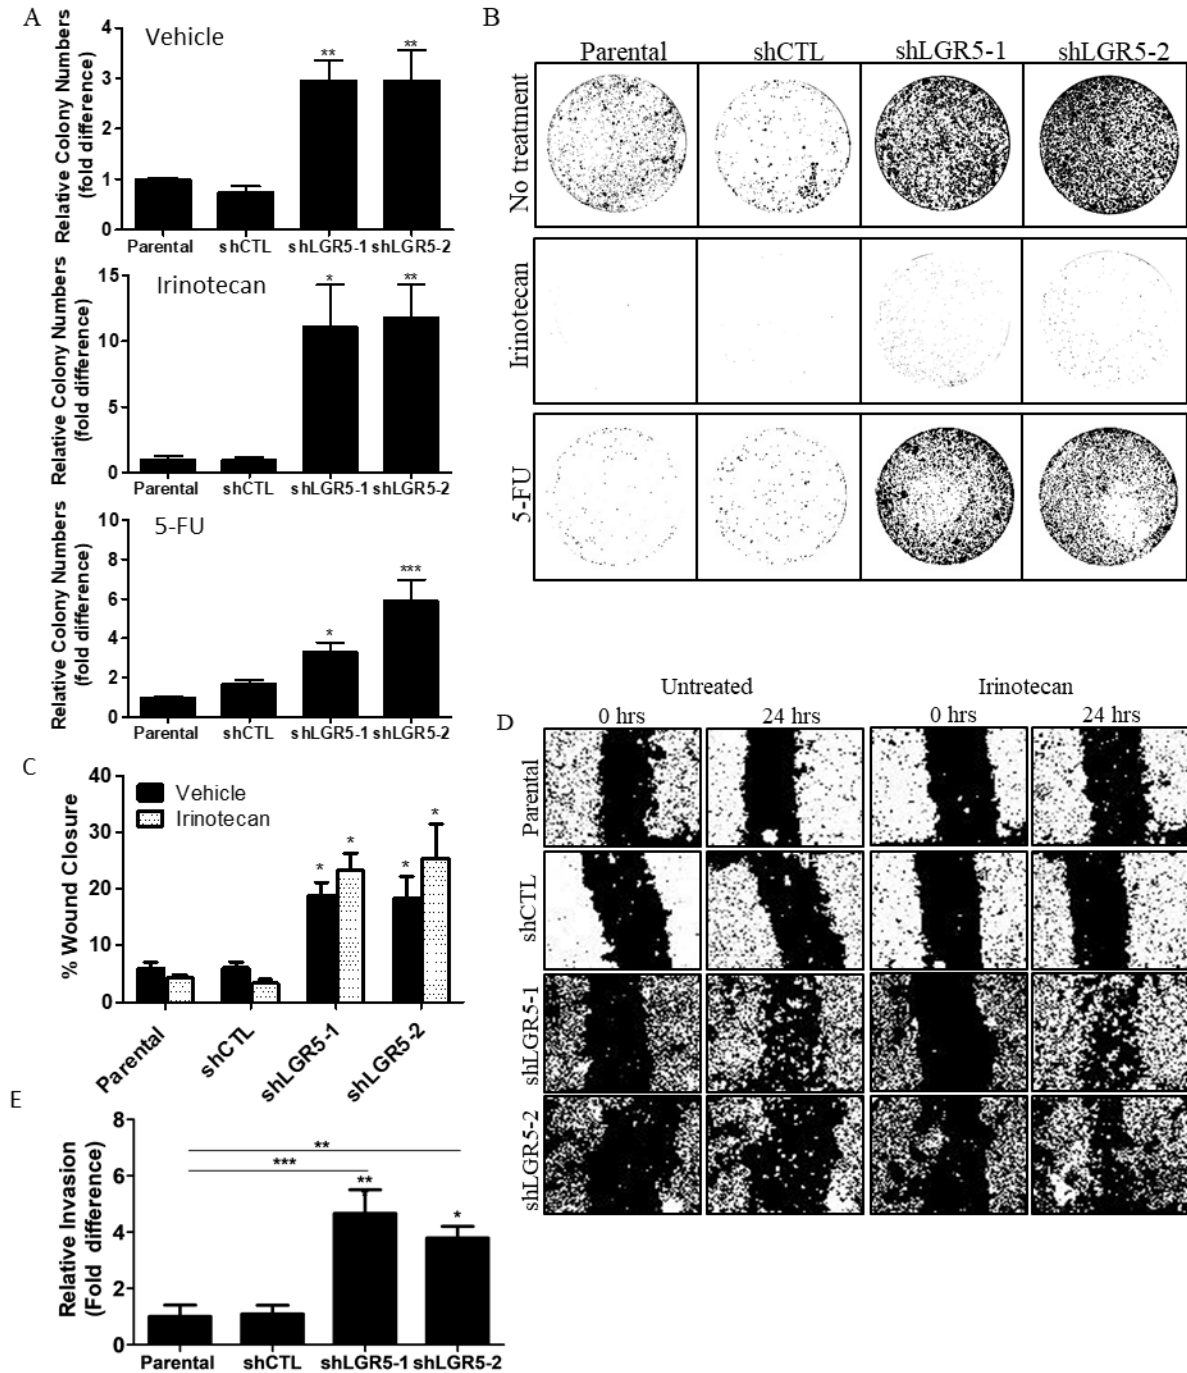 A
Vehicle
Relative Colony Numbers
(fold difference)
4
3
2
1
0
**
**
Parental
shCTL
shLGR5-1
shLGR5-2
Irinotecan
Relative Colony Numbers
(fold difference)
15
10
5
0
*
**
Parental
shCTL
shLGR5-1
shLGR5-2
5-FU
Relative Colony Numbers
(fold difference)
10
8
6
4
2
0
*
***
Parental
shCTL
shLGR5-1
shLGR5-2
B
Parental
shCTL
shLGR5-1
shLGR5-2
No treatment
Irinotecan
5-FU
C
% Wound Closure
40
30
20
10
0
Vehicle
Irinotecan
*
*
*
*
Parental
shCTL
shLGR5-1
shLGR5-2
D
Untreated
Irinotecan
0 hrs
24 hrs
0 hrs
24 hrs
Parental
shCTL
shLGR5-1
shLGR5-2
E
Relative Invasion
(Fold difference)
8
6
4
2
0
**
***
**
*
Parental
shCTL
shLGR5-1
shLGR5-2